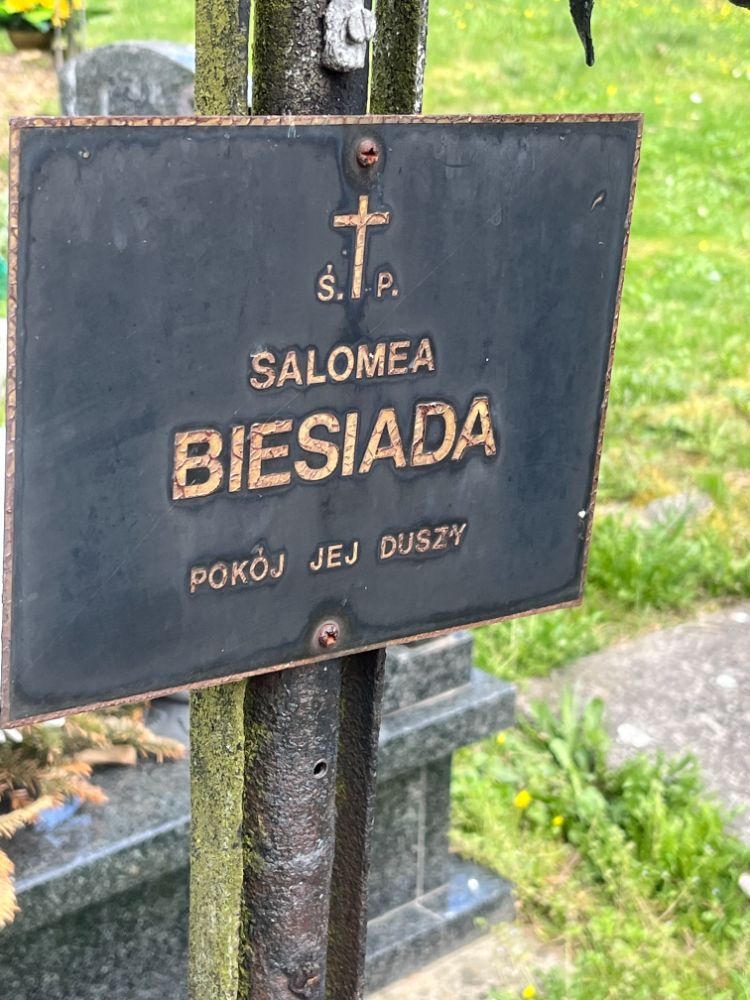 Ś. P.
SALOMEA
BIESIADA
POKÓJ JEJ DUSZY